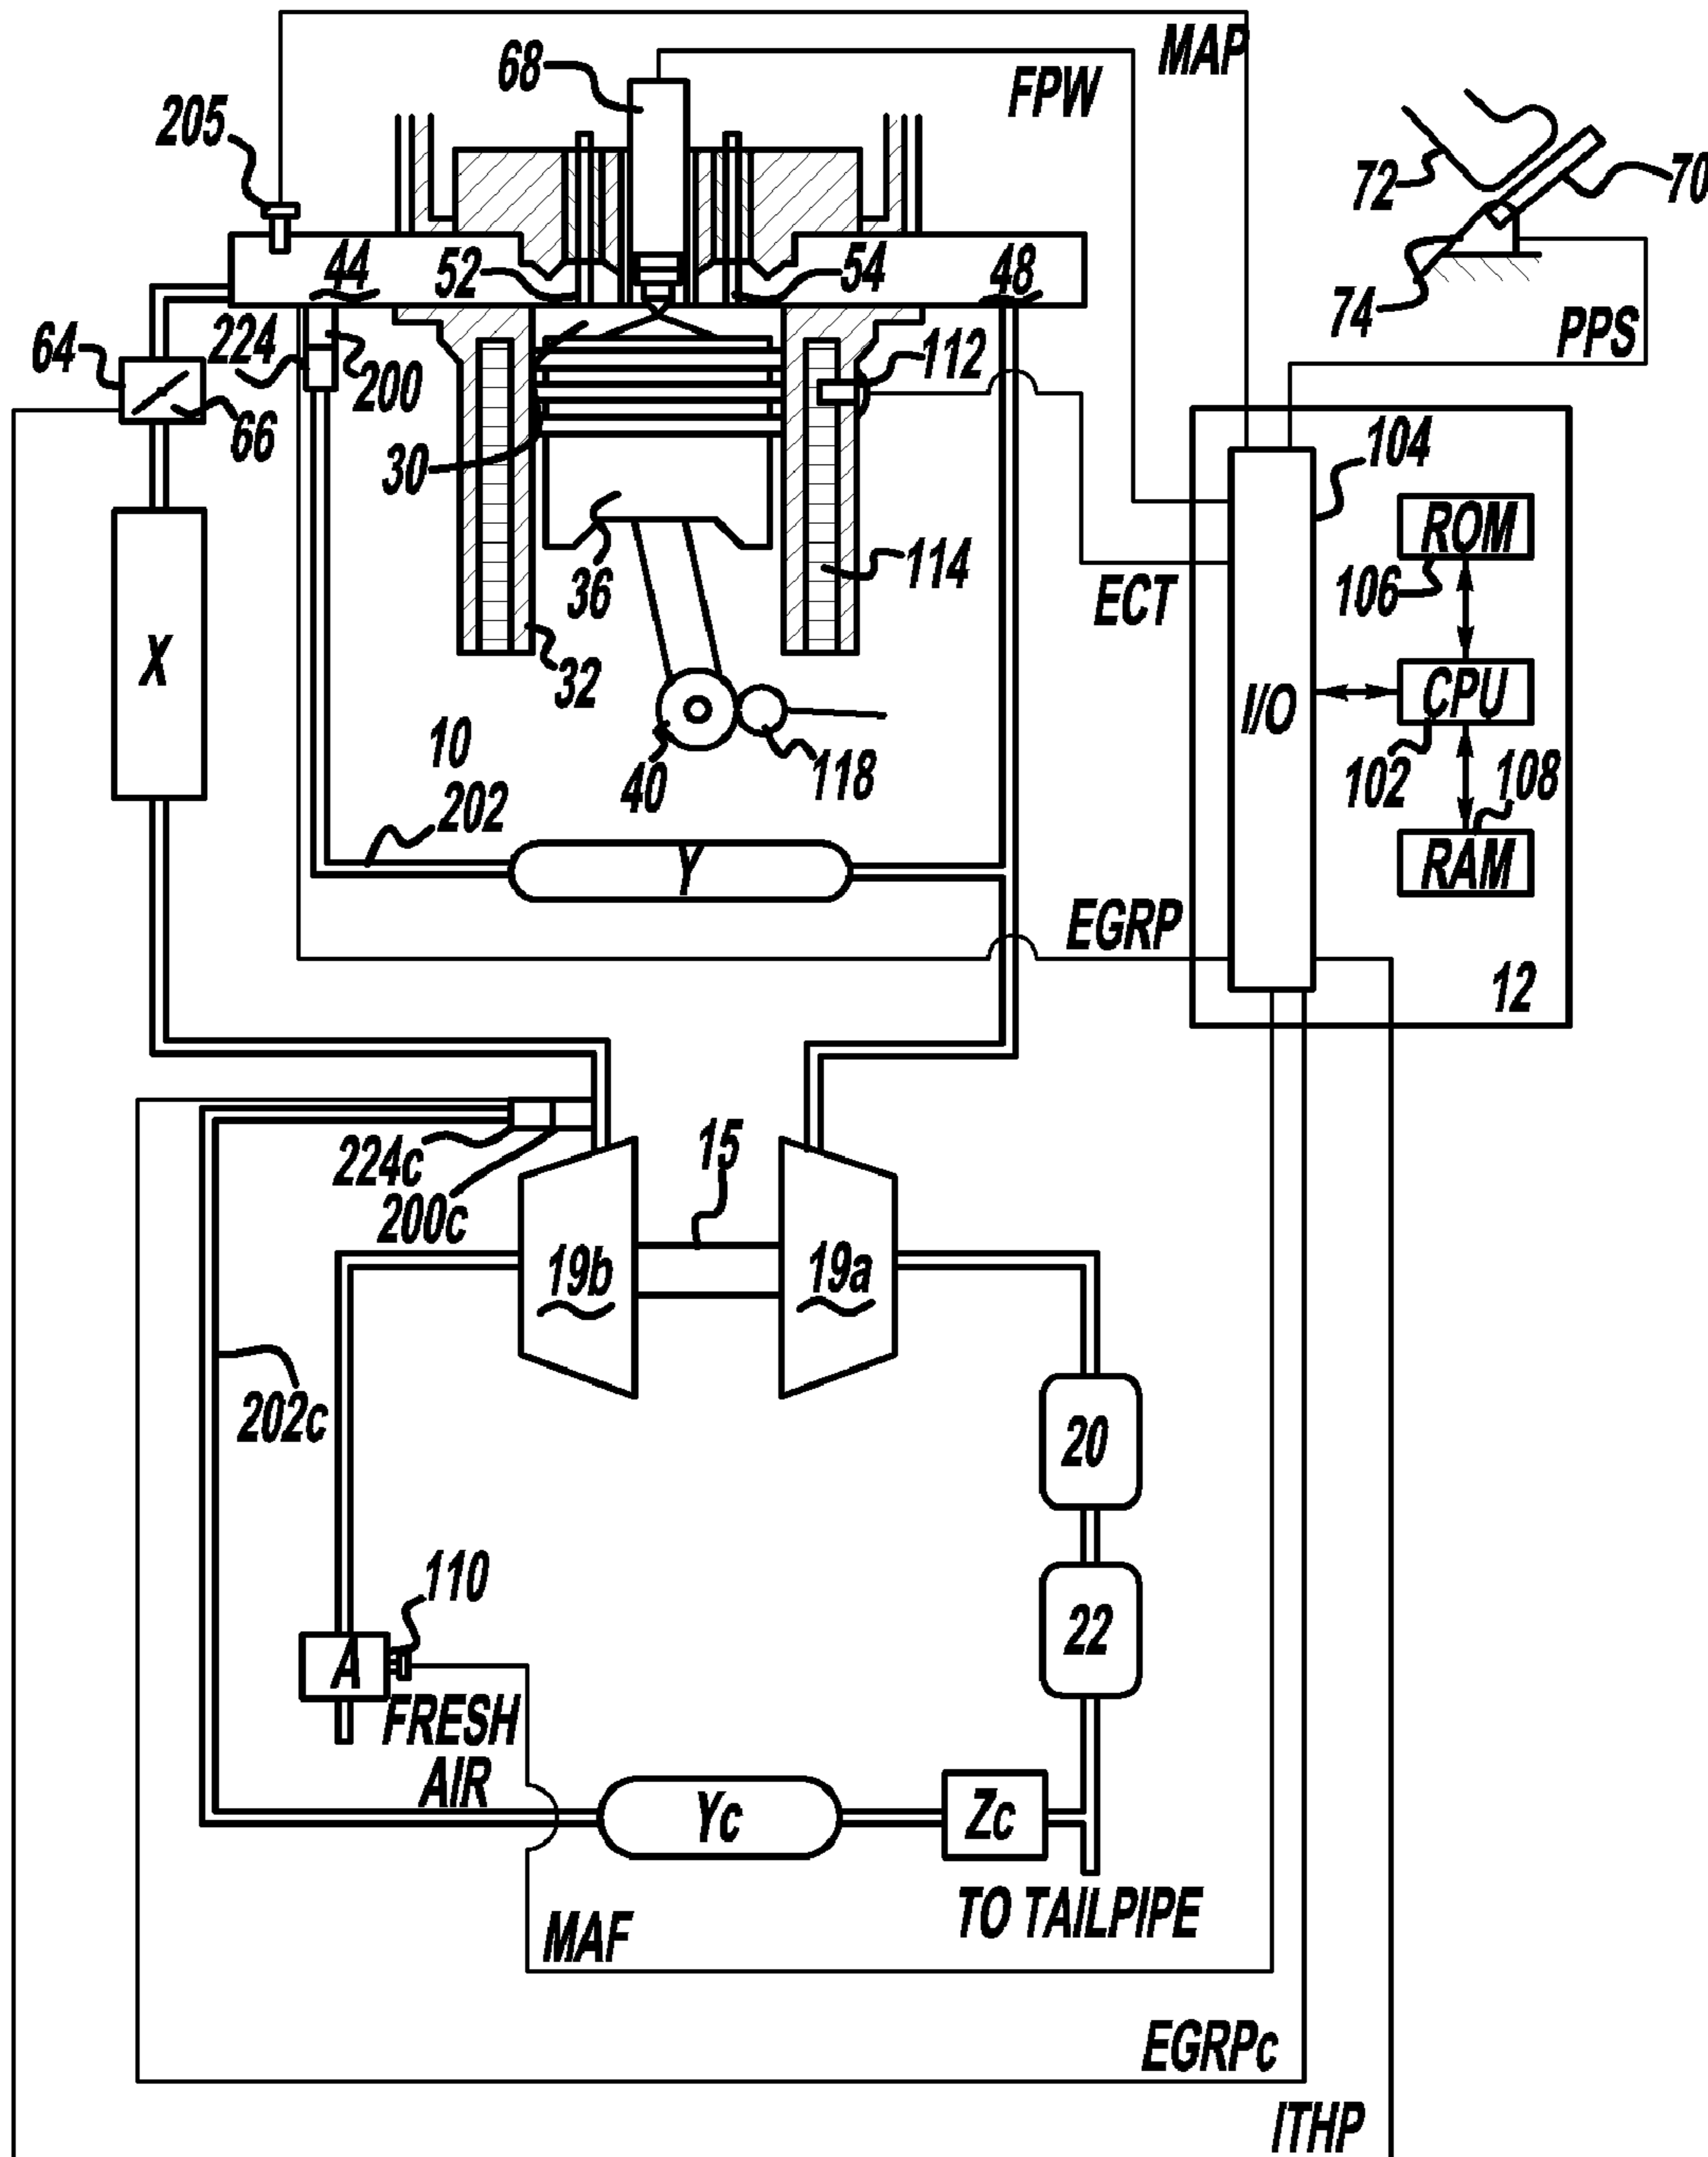 MAP
68
FPW
205
72
70
44
52
54
48
74
PPS
64
224
200
112
66
30
104
ROM
36
114
106
ECT
X
32
CPU
I/O
10
40
118
102
108
202
RAM
Y
EGRP
12
15
224c
200c
19b
19a
202c
20
110
22
A
FRESH
AIR
Yc
Zc
TO TAILPIPE
MAF
EGRPc
ITHP